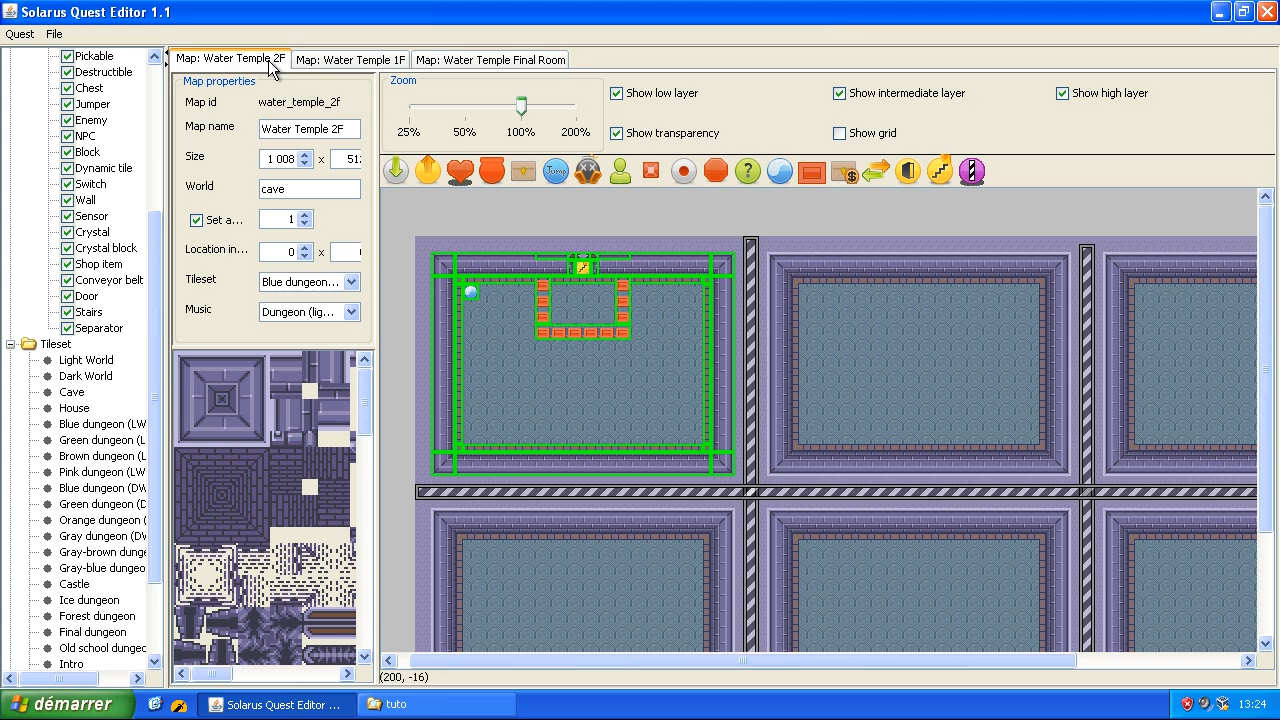 Solarus Quest Editor 1.1
Quest File
Pickable
Destructible
Chest
Jumper
Enemy
NPC
Block
Dynamic tile
Switch
Wall
Sensor
Crystal
Crystal block
Shop item
Conveyor belt
Door
Stairs
Separator
Tileset
Light World
Dark World
Cave
House
Blue dungeon (L
Green dungeon (L
Brown dungeon (L
Pink dungeon (LW
Blue dungeon (DW
Green dungeon (D
Orange dungeon
Gray dungeon (DW
Gray-brown dunge
Gray-blue dungeo
Castle
Ice dungeon
Forest dungeon
Final dungeon
Old school dunged
Intro
Map: Water Temple 2F Map: Water Temple 1F Map: Water Temple Final Room
Map properties
Map id water_temple_2f
Map name Water Temple 2F
Size 1 008 x 512
World cave
Set a... 1
Location in... 0 x
Tileset Blue dungeon...
Music Dungeon (lig...
Zoom
25% 50% 100% 200%
Show low layer Show intermediate layer Show high layer
Show transparency Show grid
Jump ? $
(200, -16)
démarrer Solarus Quest Editor ... tuto 13:24